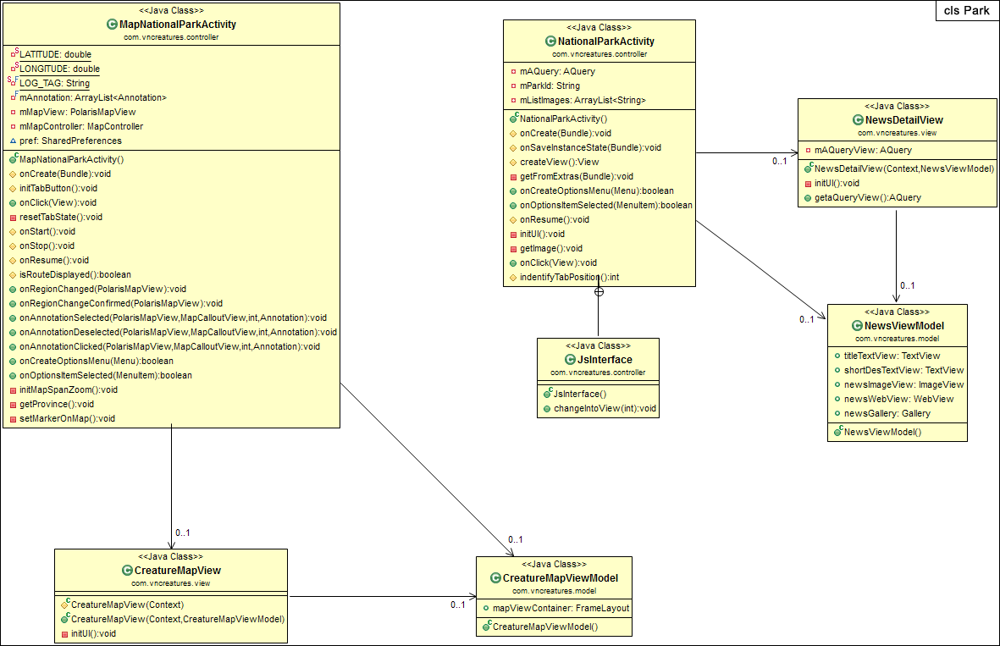 cls Park
<<Java Class>>
MapNationalParkActivity
com.vncreatures.controller
LATITUDE: double
LONGITUDE: double
LOG_TAG: String
mAnnotation: ArrayList<Annotation>
mMapView: PolarisMapView
mMapController: MapController
pref: SharedPreferences
MapNationalParkActivity()
onCreate(Bundle):void
initTabButton():void
onClick(View):void
resetTabState():void
onStart():void
onStop():void
onResume():void
isRouteDisplayed():boolean
onRegionChanged(PolarisMapView):void
onRegionChangeConfirmed(PolarisMapView):void
onAnnotationSelected(PolarisMapView,MapCalloutView,int,Annotation):void
onAnnotationDeselected(PolarisMapView,MapCalloutView,int,Annotation):void
onAnnotationClicked(PolarisMapView,MapCalloutView,int,Annotation):void
onCreateOptionsMenu(Menu):boolean
onOptionsItemSelected(MenuItem):boolean
initMapSpanZoom():void
getProvince():void
setMarkerOnMap():void
<<Java Class>>
NationalParkActivity
com.vncreatures.controller
mAQuery: AQuery
mParkId: String
mListImages: ArrayList<String>
NationalParkActivity()
onCreate(Bundle):void
onSaveInstanceState(Bundle):void
createView():View
getFromExtras(Bundle):void
onCreateOptionsMenu(Menu):boolean
onOptionsItemSelected(MenuItem):boolean
onResume():void
initUI():void
getImage():void
onClick(View):void
indentifyTabPosition():int
<<Java Class>>
NewsDetailView
com.vncreatures.view
mAQueryView: AQuery
NewsDetailView(Context,NewsViewModel)
initUI():void
getaQueryView():AQuery
0..1
0..1
0..1
<<Java Class>>
NewsViewModel
com.vncreatures.model
titleTextView: TextView
shortDesTextView: TextView
newsImageView: ImageView
newsWebView: WebView
newsGallery: Gallery
NewsViewModel()
<<Java Class>>
JsInterface
com.vncreatures.controller
JsInterface()
changeIntoView(int):void
0..1
0..1
<<Java Class>>
CreatureMapView
com.vncreatures.view
CreatureMapView(Context)
CreatureMapView(Context,CreatureMapViewModel)
initUI():void
0..1
<<Java Class>>
CreatureMapViewModel
com.vncreatures.model
mapViewContainer: FrameLayout
CreatureMapViewModel()